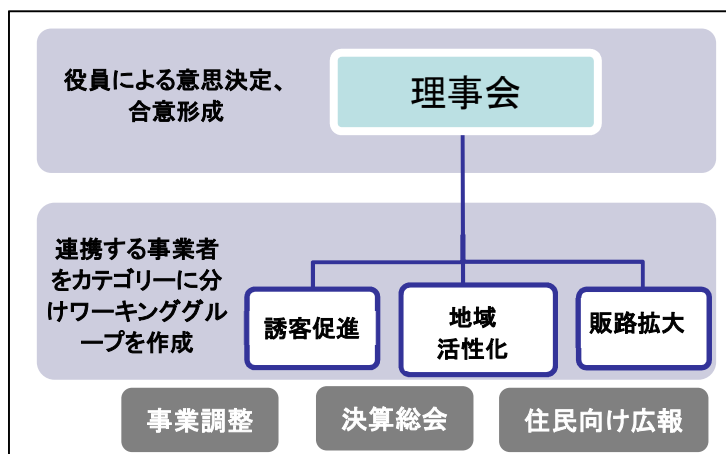 役員による意思決定、
合意形成
理事会
連携する事業者
をカテゴリーに分
けワーキンググル
ープを作成
誘客促進
地域
活性化
販路拡大
事業調整
決算総会
住民向け広報